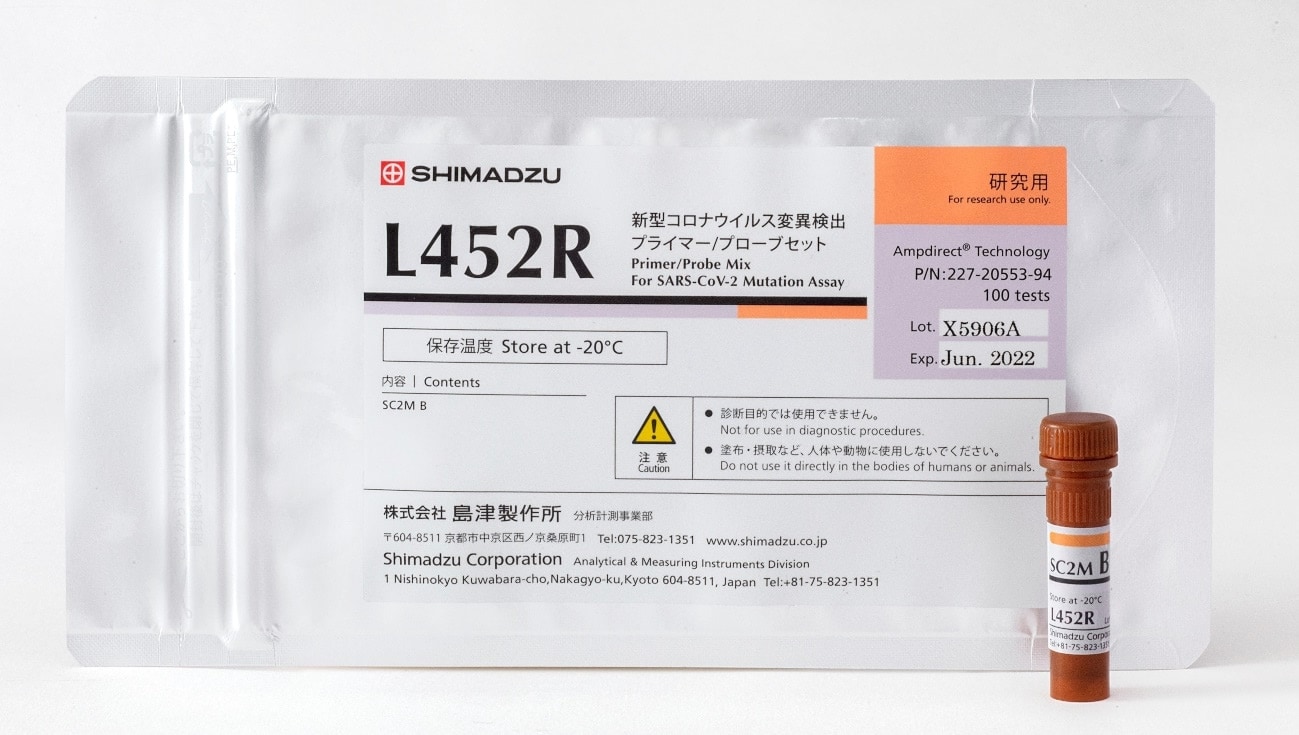 SHIMADZU
L452R
新型コロナウイルス変異検出
プライマー/プローブセット
Primer/Probe Mix
For SARS-CoV-2 Mutation Assay
研究用
For research use only.
Ampdirect® Technology
P/N:227-20553-94
100 tests
Lot. X5906A
Exp. Jun. 2022
保存温度 Store at -20°C
内容 | Contents
SC2M B
注意
Caution
● 診断目的では使用できません。
Not for use in diagnostic procedures.
● 塗布・摂取など、人体や動物に使用しないでください。
Do not use it directly in the bodies of humans or animals.
株式会社 島津製作所 分析計測事業部
〒604-8511 京都市中京区西ノ京桑原町1 Tel:075-823-1351 www.shimadzu.co.jp
Shimadzu Corporation Analytical & Measuring Instruments Division
1 Nishinokyo Kuwabara-cho,Nakagyo-ku,Kyoto 604-8511, Japan Tel:+81-75-823-1351
SC2M B
Store at -20°C
L452R
Shimadzu